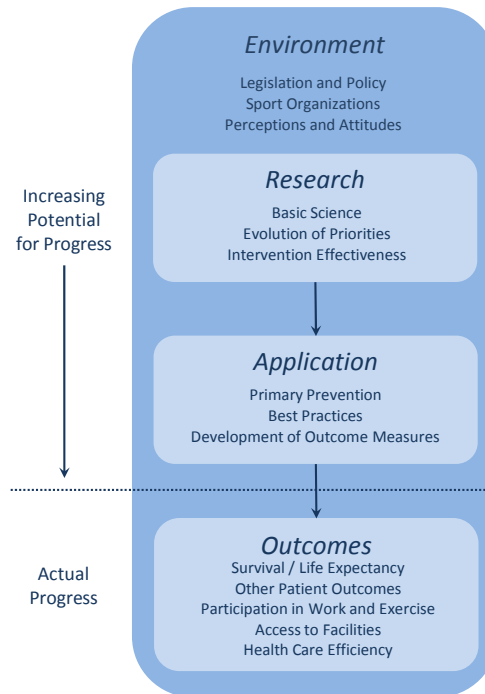 Environment
Legislation and Policy
Sport Organizations
Perceptions and Attitudes
Research
Basic Science
Evolution of Priorities
Intervention Effectiveness
Increasing
Potential
for Progress
Application
Primary Prevention
Best Practices
Development of Outcome Measures
Outcomes
Survival / Life Expectancy
Other Patient Outcomes
Participation in Work and Exercise
Access to Facilities
Health Care Efficiency
Actual
Progress